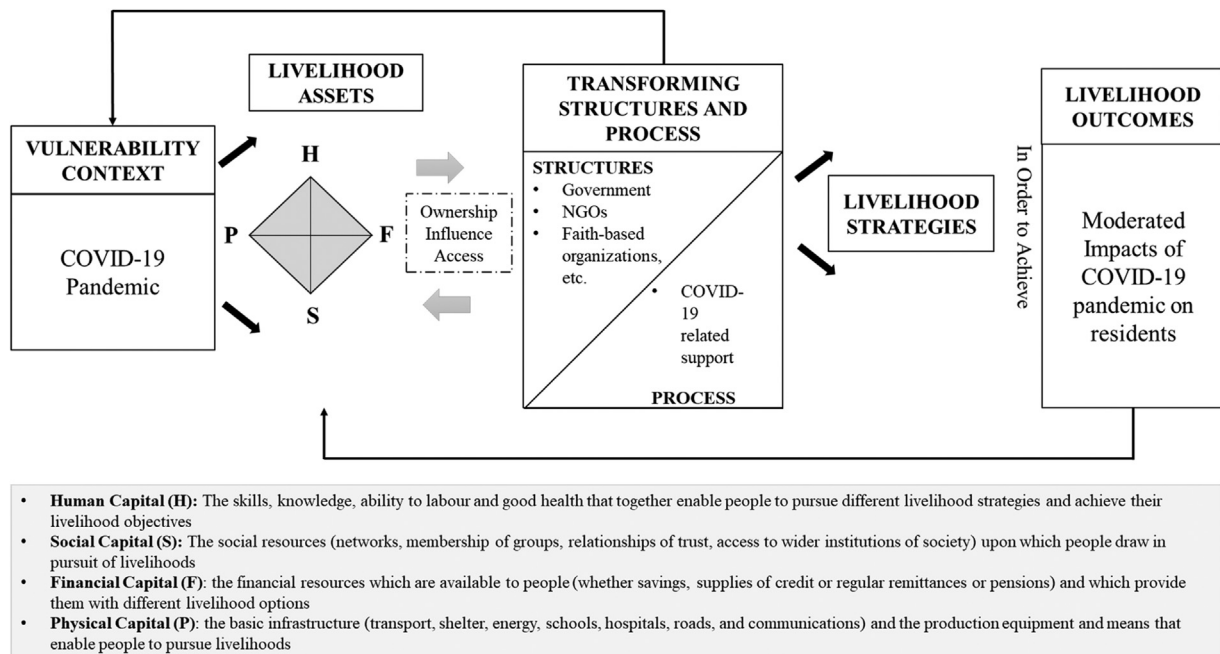 LIVELIHOOD
ASSETS
VULNERABILITY
CONTEXT
COVID-19
Pandemic
H
P
F
S
Ownership
Influence
Access
TRANSFORMING
STRUCTURES AND
PROCESS
STRUCTURES
• Government
• NGOs
• Faith-based
organizations,
etc.
• COVID-
19
related
support
PROCESS
LIVELIHOOD
STRATEGIES
In Order to Achieve
LIVELIHOOD
OUTCOMES
Moderated
Impacts of
COVID-19
pandemic on
residents
• Human Capital (H): The skills, knowledge, ability to labour and good health that together enable people to pursue different livelihood strategies and achieve their
livelihood objectives
• Social Capital (S): The social resources (networks, membership of groups, relationships of trust, access to wider institutions of society) upon which people draw in
pursuit of livelihoods
• Financial Capital (F): the financial resources which are available to people (whether savings, supplies of credit or regular remittances or pensions) and which provide
them with different livelihood options
• Physical Capital (P): the basic infrastructure (transport, shelter, energy, schools, hospitals, roads, and communications) and the production equipment and means that
enable people to pursue livelihoods